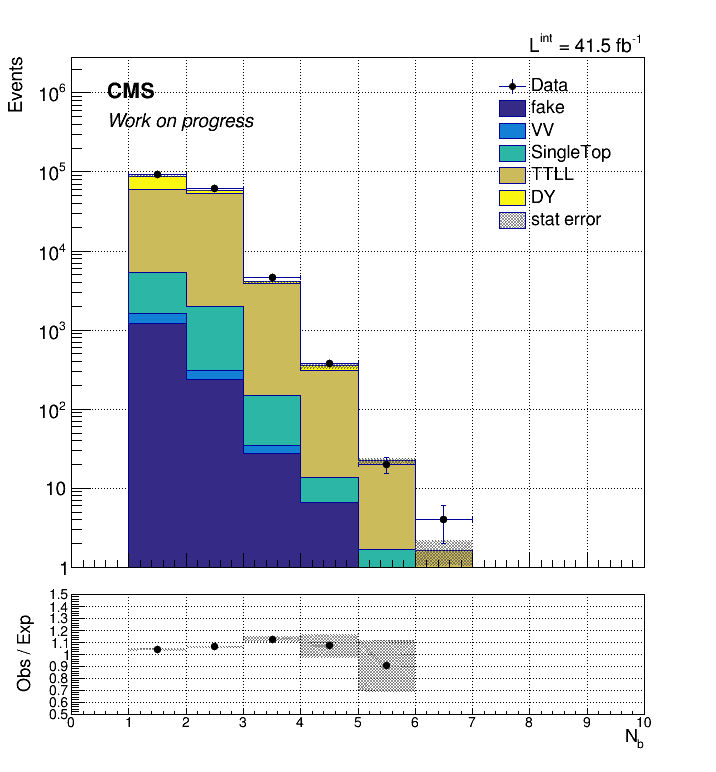 L^int = 41.5 fb^-1
Events
CMS
Work on progress
Data
fake
VV
SingleTop
TTLL
DY
stat error
10^6
10^5
10^4
10^3
10^2
10
1
Obs / Exp
1.5
1.4
1.3
1.2
1.1
1
0.9
0.8
0.7
0.6
0.5
0 1 2 3 4 5 6 7 8 9 10
N_b